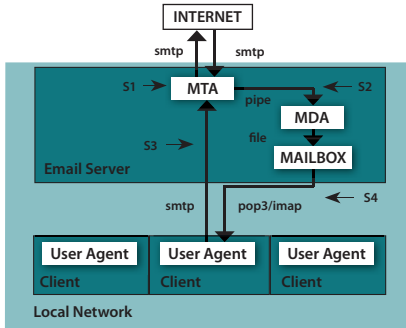 INTERNET
smtp
smtp
S1
MTA
S2
pipe
MDA
S3
file
MAILBOX
Email Server
S4
smtp
pop3/imap
User Agent
User Agent
User Agent
Client
Client
Client
Local Network